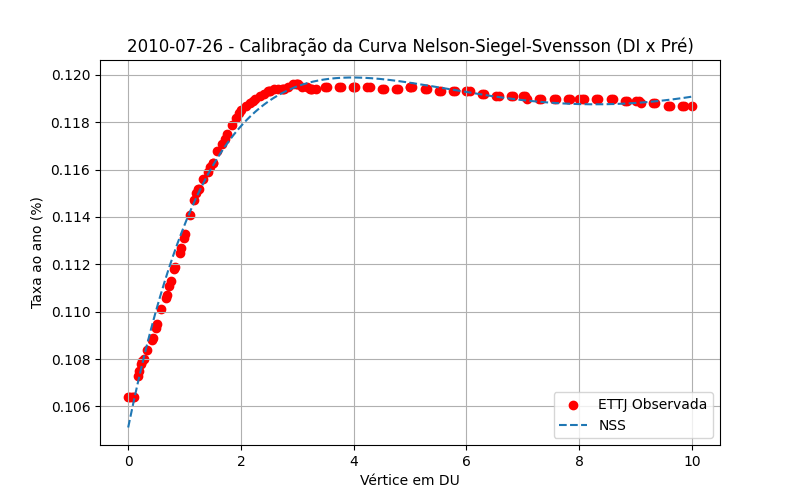 2010-07-26 - Calibração da Curva Nelson-Siegel-Svensson (DI x Pré)
Taxa ao ano (%)
0.120
0.118
0.116
0.114
0.112
0.110
0.108
0.106
ETTJ Observada
NSS
0 2 4 6 8 10
Vértice em DU